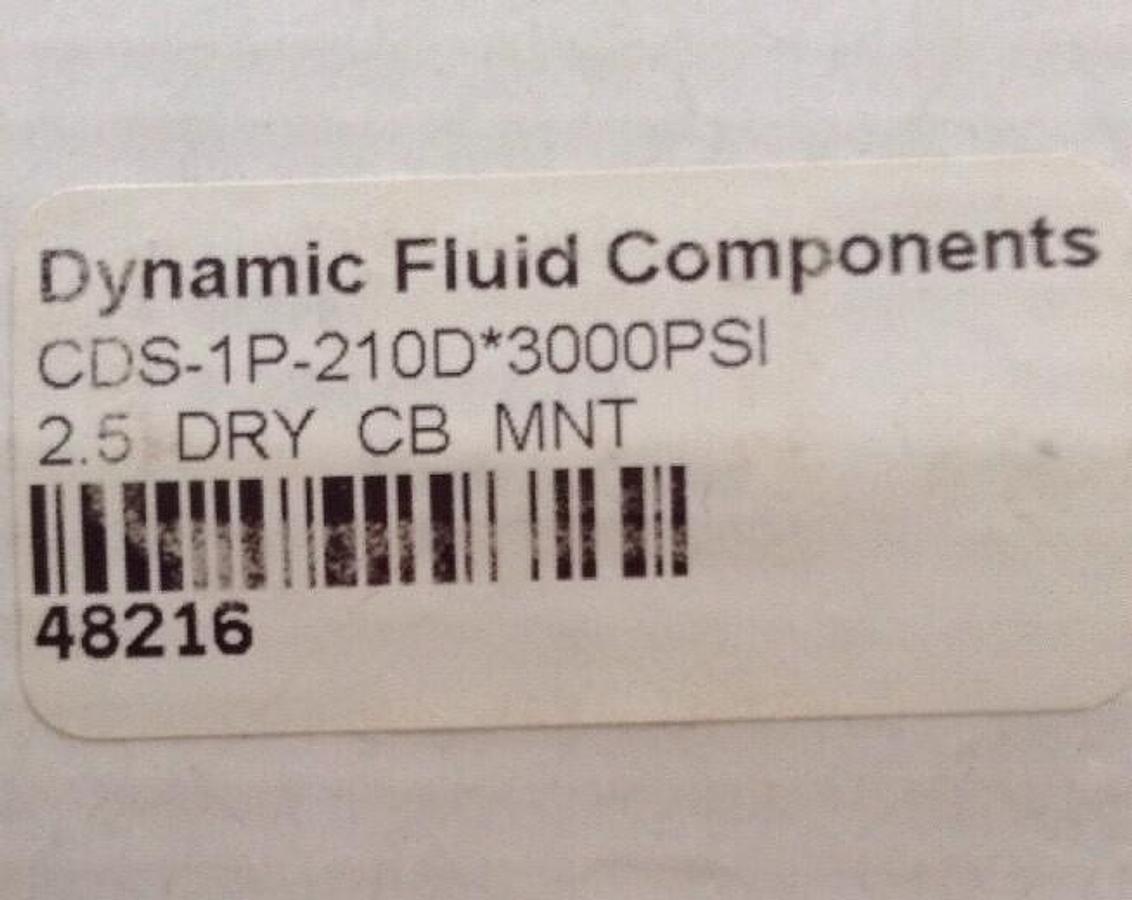 Dynamic Fluid Components
CDS-1P-210D*3000PSI
2.5 DRY CB MNT
48216